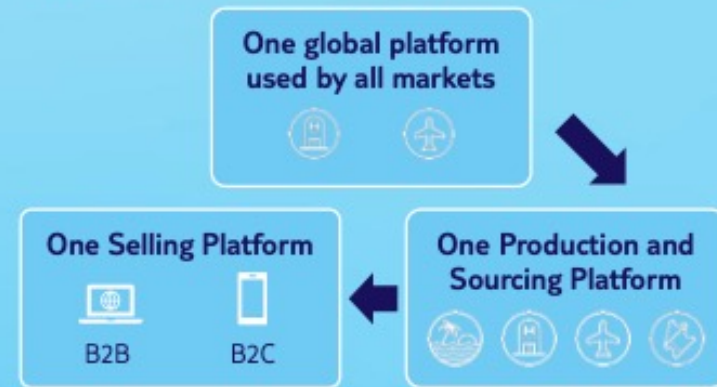 One global platform
used by all markets
One Selling Platform
B2B
B2C
One Production and
Sourcing Platform